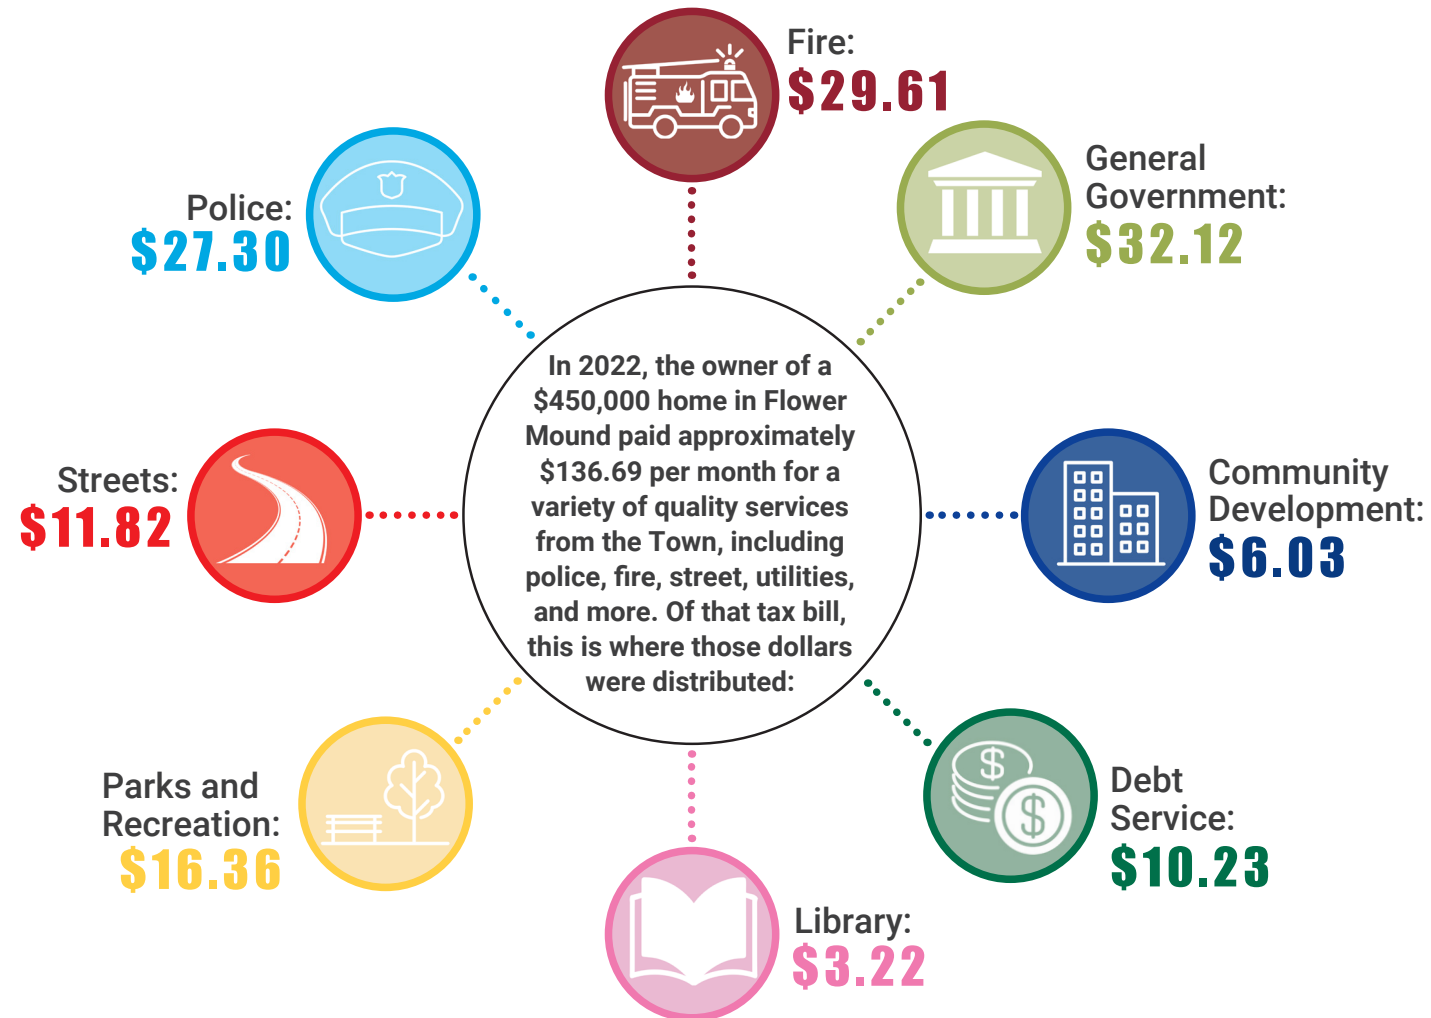 Fire:
$29.61
General
Government:
$32.12
Police:
$27.30
In 2022, the owner of a
$450,000 home in Flower
Mound paid approximately
$136.69 per month for a
variety of quality services
from the Town, including
police, fire, street, utilities,
and more. Of that tax bill,
this is where those dollars
were distributed:
Streets:
$11.82
Community
Development:
$6.03
Parks and
Recreation:
$16.36
Debt
Service:
$10.23
Library:
$3.22
$
$